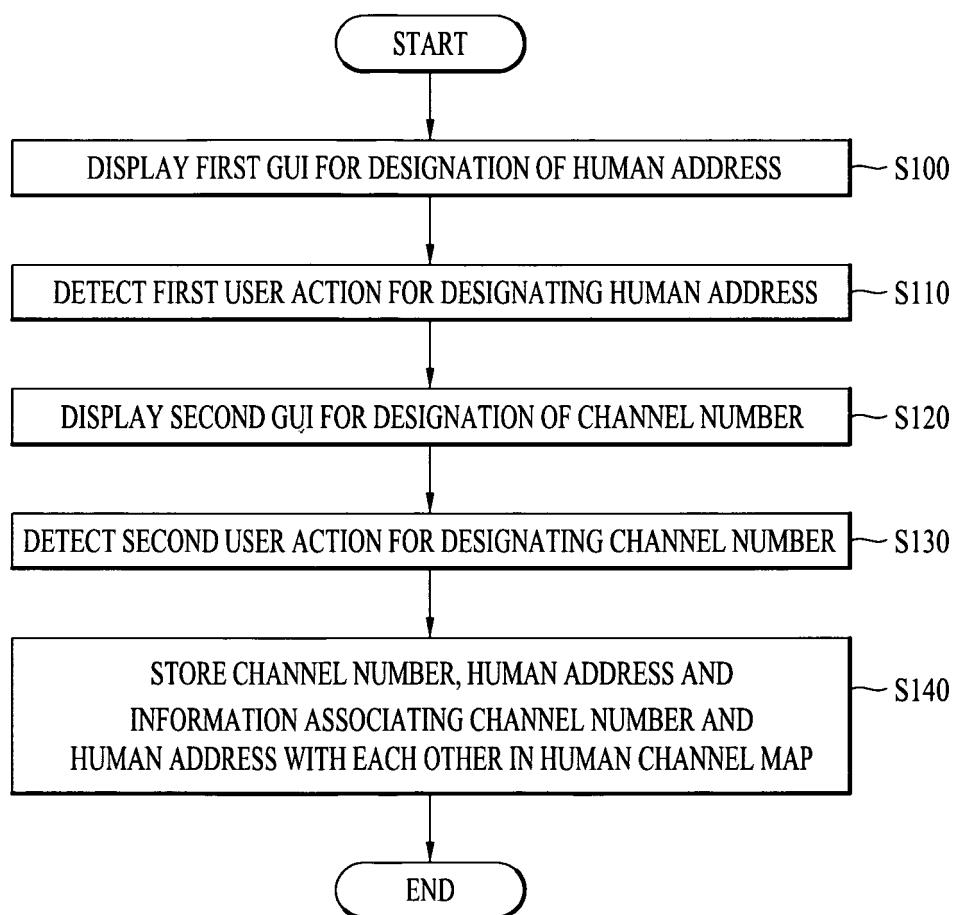 START
DISPLAY FIRST GUI FOR DESIGNATION OF HUMAN ADDRESS
S100
DETECT FIRST USER ACTION FOR DESIGNATING HUMAN ADDRESS
S110
DISPLAY SECOND GUI FOR DESIGNATION OF CHANNEL NUMBER
S120
DETECT SECOND USER ACTION FOR DESIGNATING CHANNEL NUMBER
S130
STORE CHANNEL NUMBER, HUMAN ADDRESS AND
INFORMATION ASSOCIATING CHANNEL NUMBER AND
HUMAN ADDRESS WITH EACH OTHER IN HUMAN CHANNEL MAP
S140
END